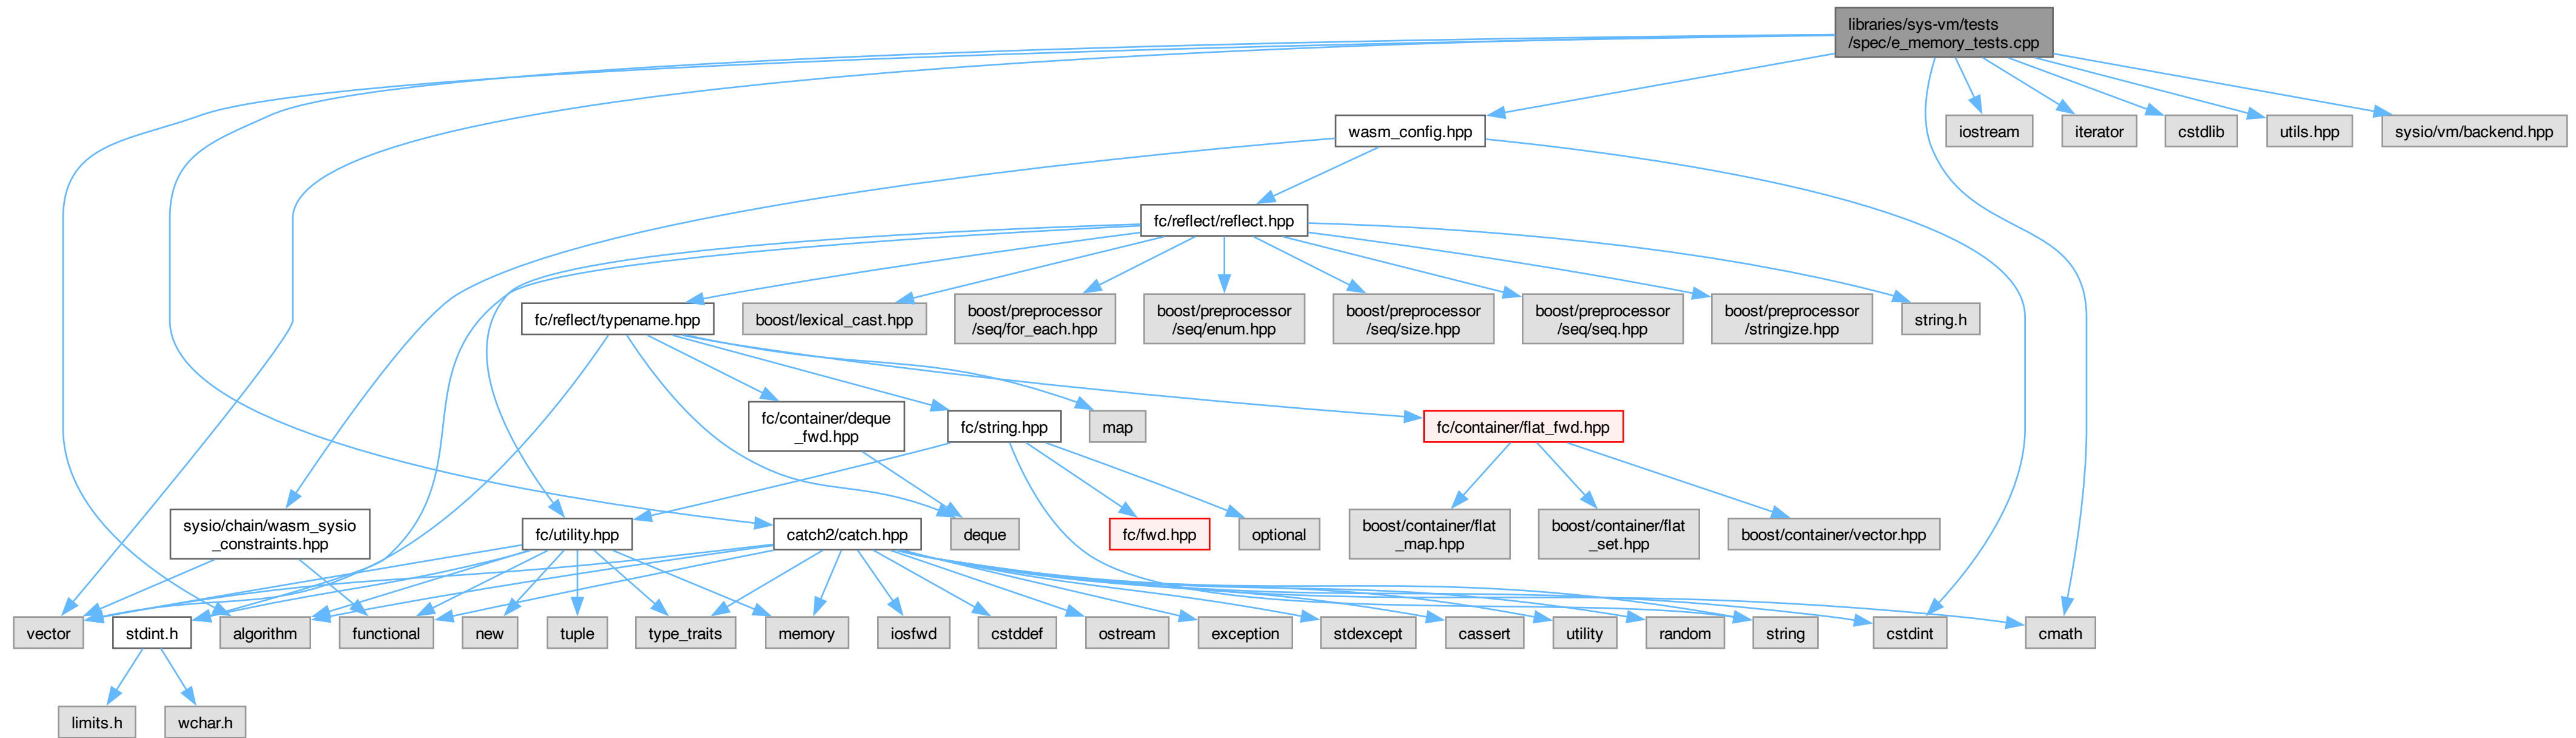 libraries/sys-vm/tests
/spec/e_memory_tests.cpp
wasm_config.hpp
iostream
iterator
cstdlib
utils.hpp
sysio/vm/backend.hpp
fc/reflect/reflect.hpp
fc/reflect/typename.hpp
boost/lexical_cast.hpp
boost/preprocessor
/seq/for_each.hpp
boost/preprocessor
/seq/enum.hpp
boost/preprocessor
/seq/size.hpp
boost/preprocessor
/seq/seq.hpp
boost/preprocessor
/stringize.hpp
string.h
fc/container/deque
_fwd.hpp
fc/string.hpp
map
fc/container/flat_fwd.hpp
sysio/chain/wasm_sysio
_constraints.hpp
fc/utility.hpp
catch2/catch.hpp
deque
fc/fwd.hpp
optional
boost/container/flat
_map.hpp
boost/container/flat
_set.hpp
boost/container/vector.hpp
vector
stdint.h
algorithm
functional
new
tuple
type_traits
memory
iosfwd
cstddef
ostream
exception
stdexcept
cassert
utility
random
string
cstdint
cmath
limits.h
wchar.h